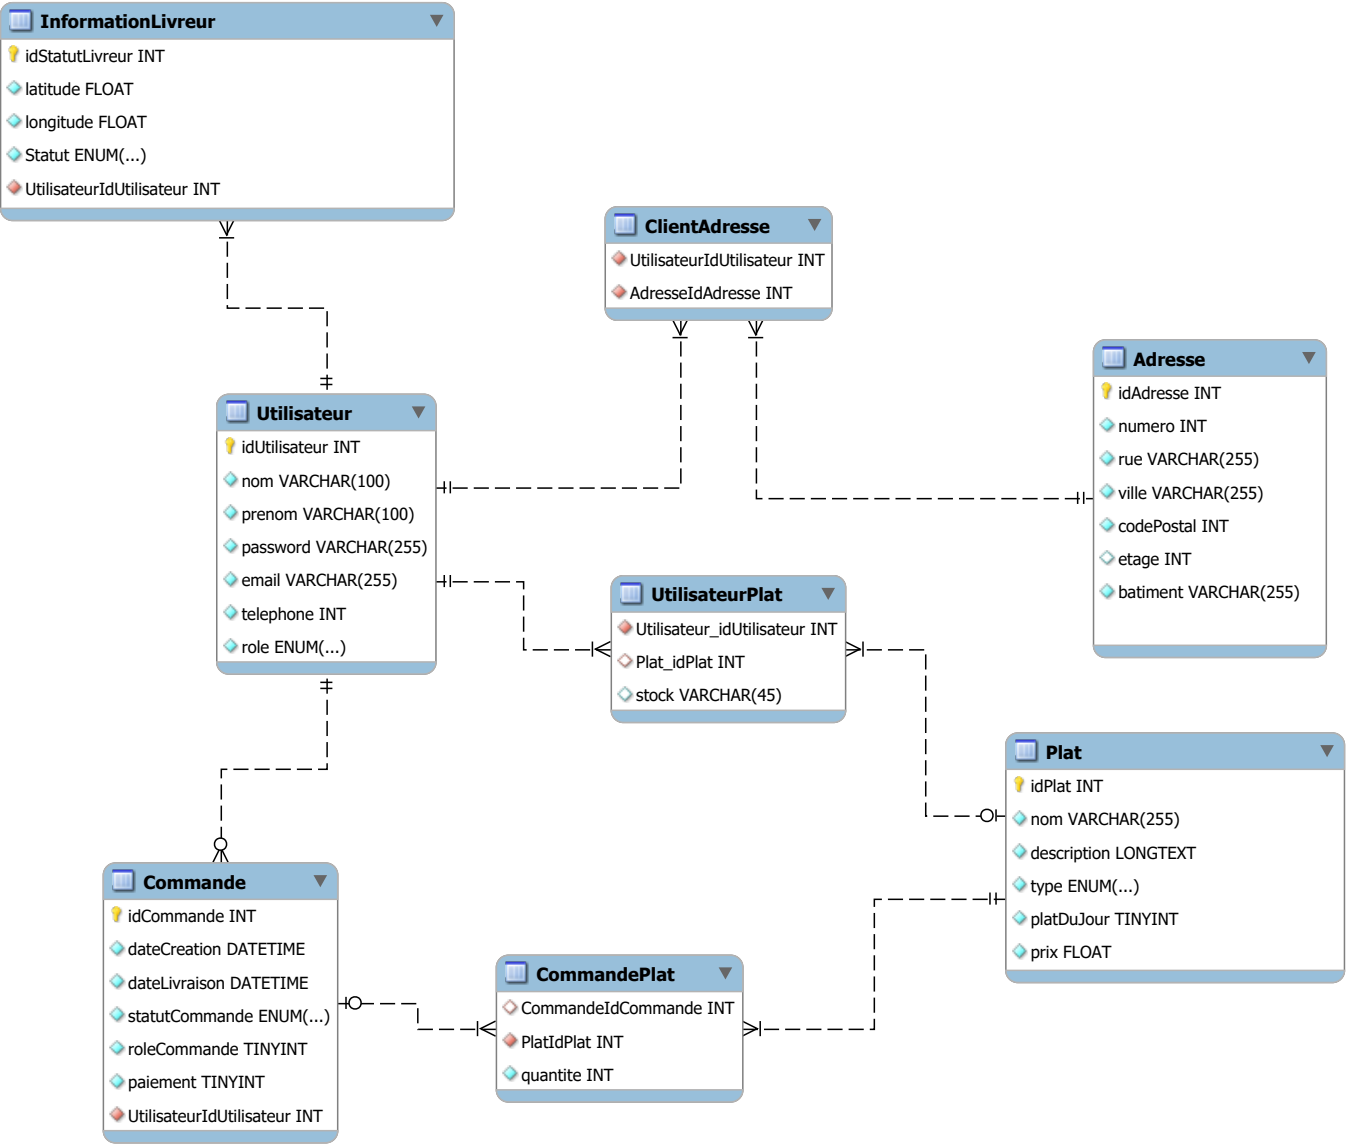 InformationLivreur
idStatutLivreur INT
latitude FLOAT
longitude FLOAT
Statut ENUM(...)
UtilisateurIdUtilisateur INT
ClientAdresse
UtilisateurIdUtilisateur INT
AdresseIdAdresse INT
Adresse
idAdresse INT
numero INT
rue VARCHAR(255)
ville VARCHAR(255)
codePostal INT
etage INT
batiment VARCHAR(255)
Utilisateur
idUtilisateur INT
nom VARCHAR(100)
prenom VARCHAR(100)
password VARCHAR(255)
email VARCHAR(255)
telephone INT
role ENUM(...)
UtilisateurPlat
Utilisateur_idUtilisateur INT
Plat_idPlat INT
stock VARCHAR(45)
Plat
idPlat INT
nom VARCHAR(255)
description LONGTEXT
type ENUM(...)
platDuJour TINYINT
prix FLOAT
Commande
idCommande INT
dateCreation DATETIME
dateLivraison DATETIME
statutCommande ENUM(...)
roleCommande TINYINT
paiement TINYINT
UtilisateurIdUtilisateur INT
CommandePlat
CommandeIdCommande INT
PlatIdPlat INT
quantite INT